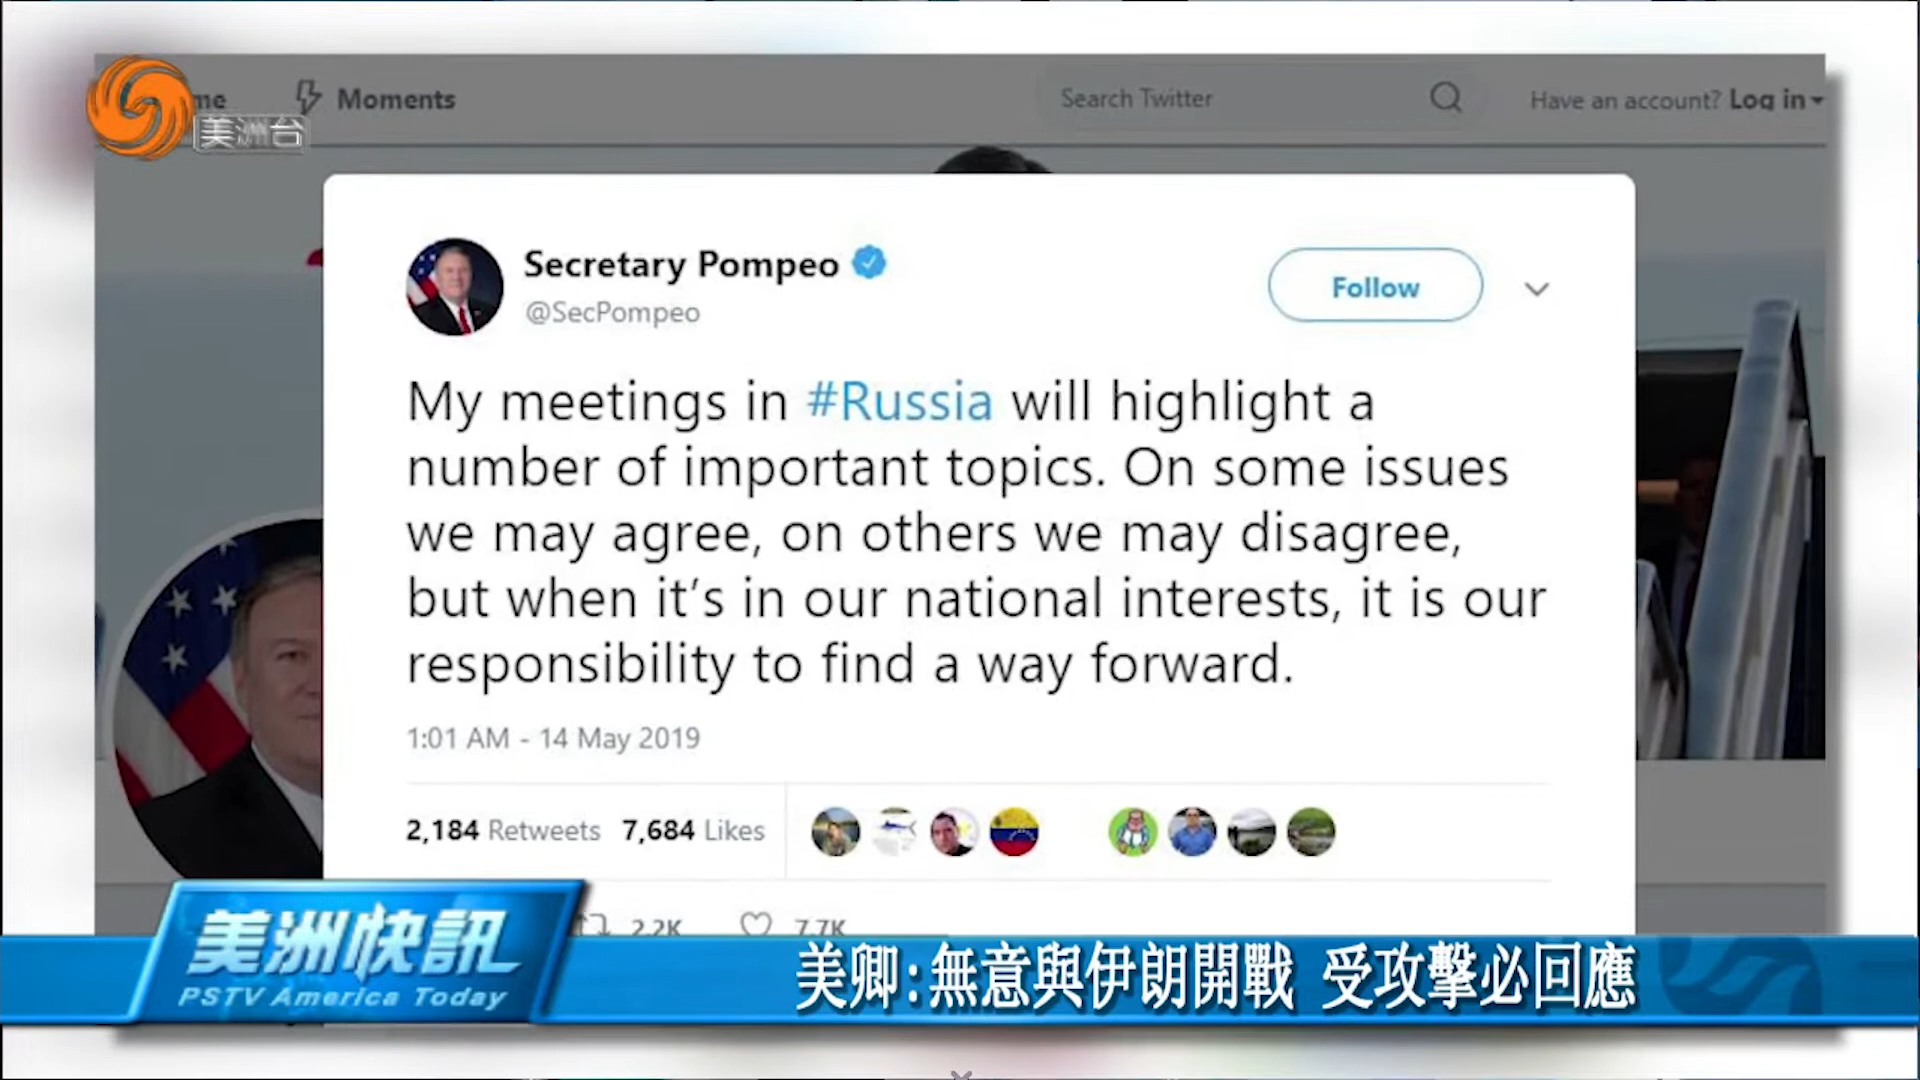 Moments
Search Twitter
Have an account? Log in
美洲台
Secretary Pompeo
@SecPompeo
Follow
My meetings in #Russia will highlight a
number of important topics. On some issues
we may agree, on others we may disagree,
but when it's in our national interests, it is our
responsibility to find a way forward.
1:01 AM - 14 May 2019
2,184 Retweets 7,684 Likes
2.2K 7.7K
美洲快訊
PSTV America Today
美卿:無意與伊朗開戰 受攻擊必回應